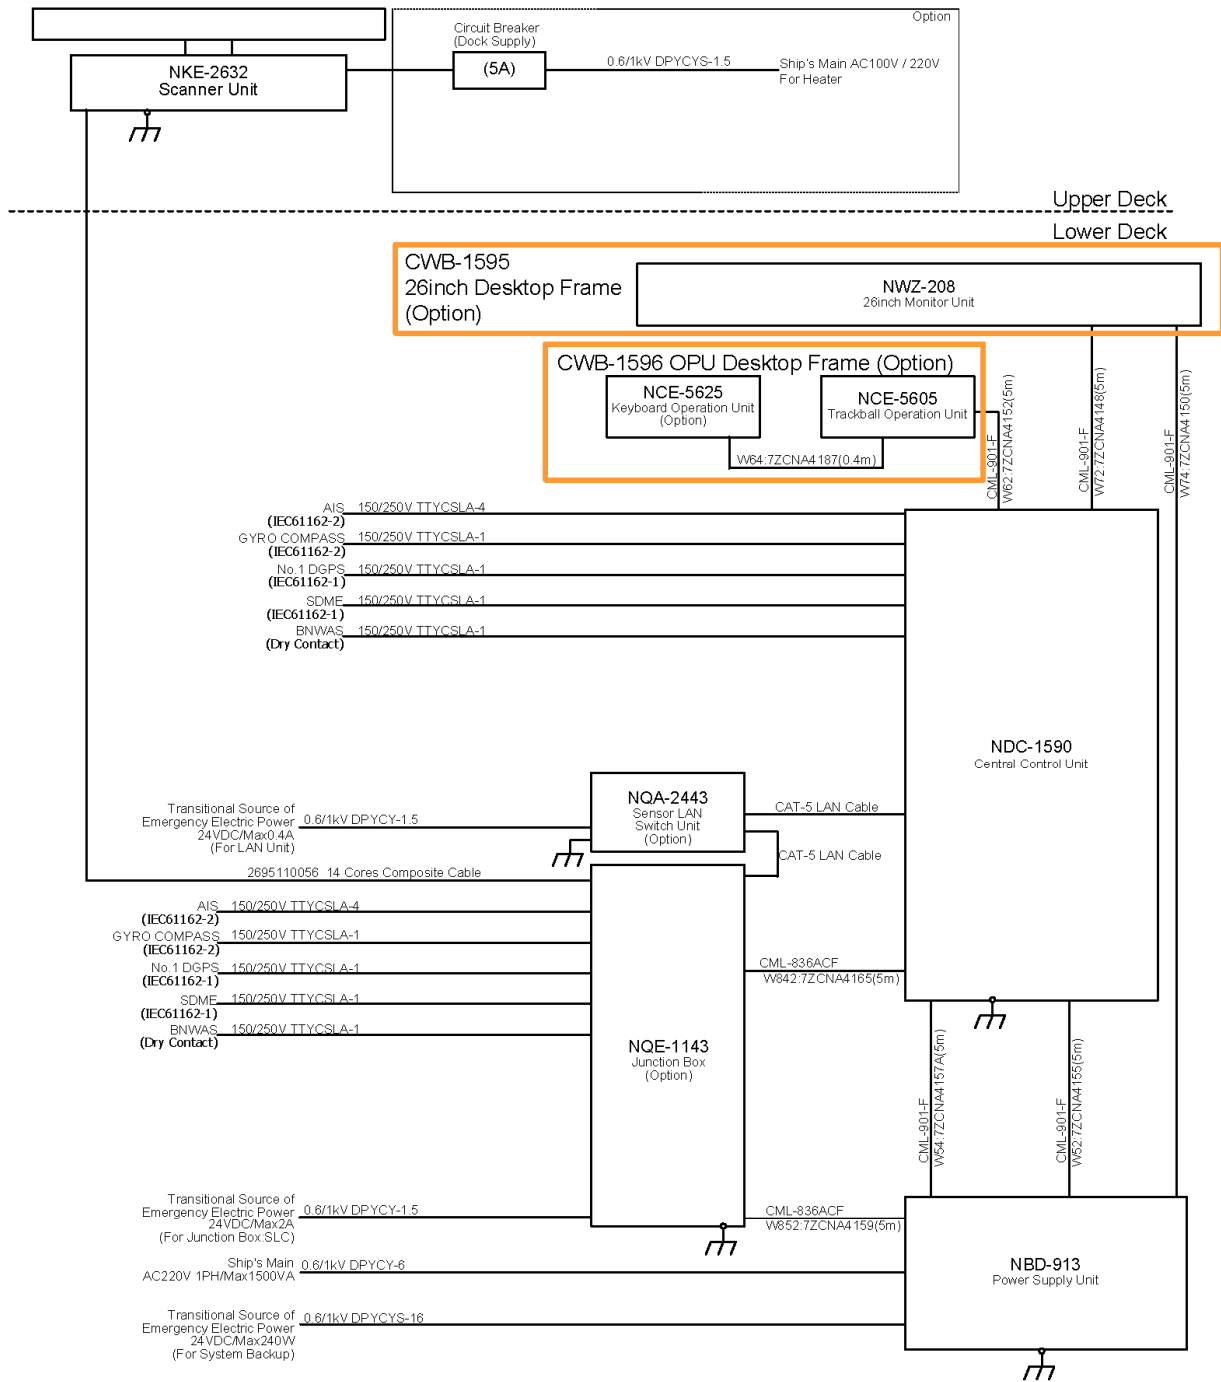 Option
Circuit Breaker
(Dock Supply)
(5A)
0.6/1kV DPYCYS-1.5
Ship's Main AC100V / 220V
For Heater
NKE-2632
Scanner Unit
Upper Deck
Lower Deck
CWB-1595
26inch Desktop Frame
(Option)
NWZ-208
26inch Monitor Unit
CWB-1596 OPU Desktop Frame (Option)
NCE-5625
Keyboard Operation Unit
(Option)
NCE-5605
Trackball Operation Unit
W64:7ZCNA4187(0.4m)
CML-901-F
W62:7ZCNA4152(5m)
CML-901-F
W72:7ZCNA4148(5m)
CML-901-F
W74:7ZCNA4150(5m)
AIS 150/250V TTYCSLA-4
(IEC61162-2)
GYRO COMPASS 150/250V TTYCSLA-1
(IEC61162-2)
No.1 DGPS 150/250V TTYCSLA-1
(IEC61162-1)
SDME 150/250V TTYCSLA-1
(IEC61162-1)
BNWAS 150/250V TTYCSLA-1
(Dry Contact)
NDC-1590
Central Control Unit
NQA-2443
Sensor LAN
Switch Unit
(Option)
CAT-5 LAN Cable
CAT-5 LAN Cable
Transitional Source of
Emergency Electric Power
24VDC/Max0.4A
(For LAN Unit)
0.6/1kV DPYCY-1.5
2695110056 14 Cores Composite Cable
AIS 150/250V TTYCSLA-4
(IEC61162-2)
GYRO COMPASS 150/250V TTYCSLA-1
(IEC61162-2)
No.1 DGPS 150/250V TTYCSLA-1
(IEC61162-1)
SDME 150/250V TTYCSLA-1
(IEC61162-1)
BNWAS 150/250V TTYCSLA-1
(Dry Contact)
CML-836ACF
W842:7ZCNA4165(5m)
NQE-1143
Junction Box
(Option)
CML-901-F
W54:7ZCNA4157A(5m)
CML-901-F
W52:7ZCNA4155(5m)
Transitional Source of
Emergency Electric Power
24VDC/Max2A
(For Junction Box:SLC)
0.6/1kV DPYCY-1.5
CML-836ACF
W852:7ZCNA4159(5m)
Ship's Main
AC220V 1PH/Max1500VA
0.6/1kV DPYCY-6
NBD-913
Power Supply Unit
Transitional Source of
Emergency Electric Power
24VDC/Max240W
(For System Backup)
0.6/1kV DPYCYS-16